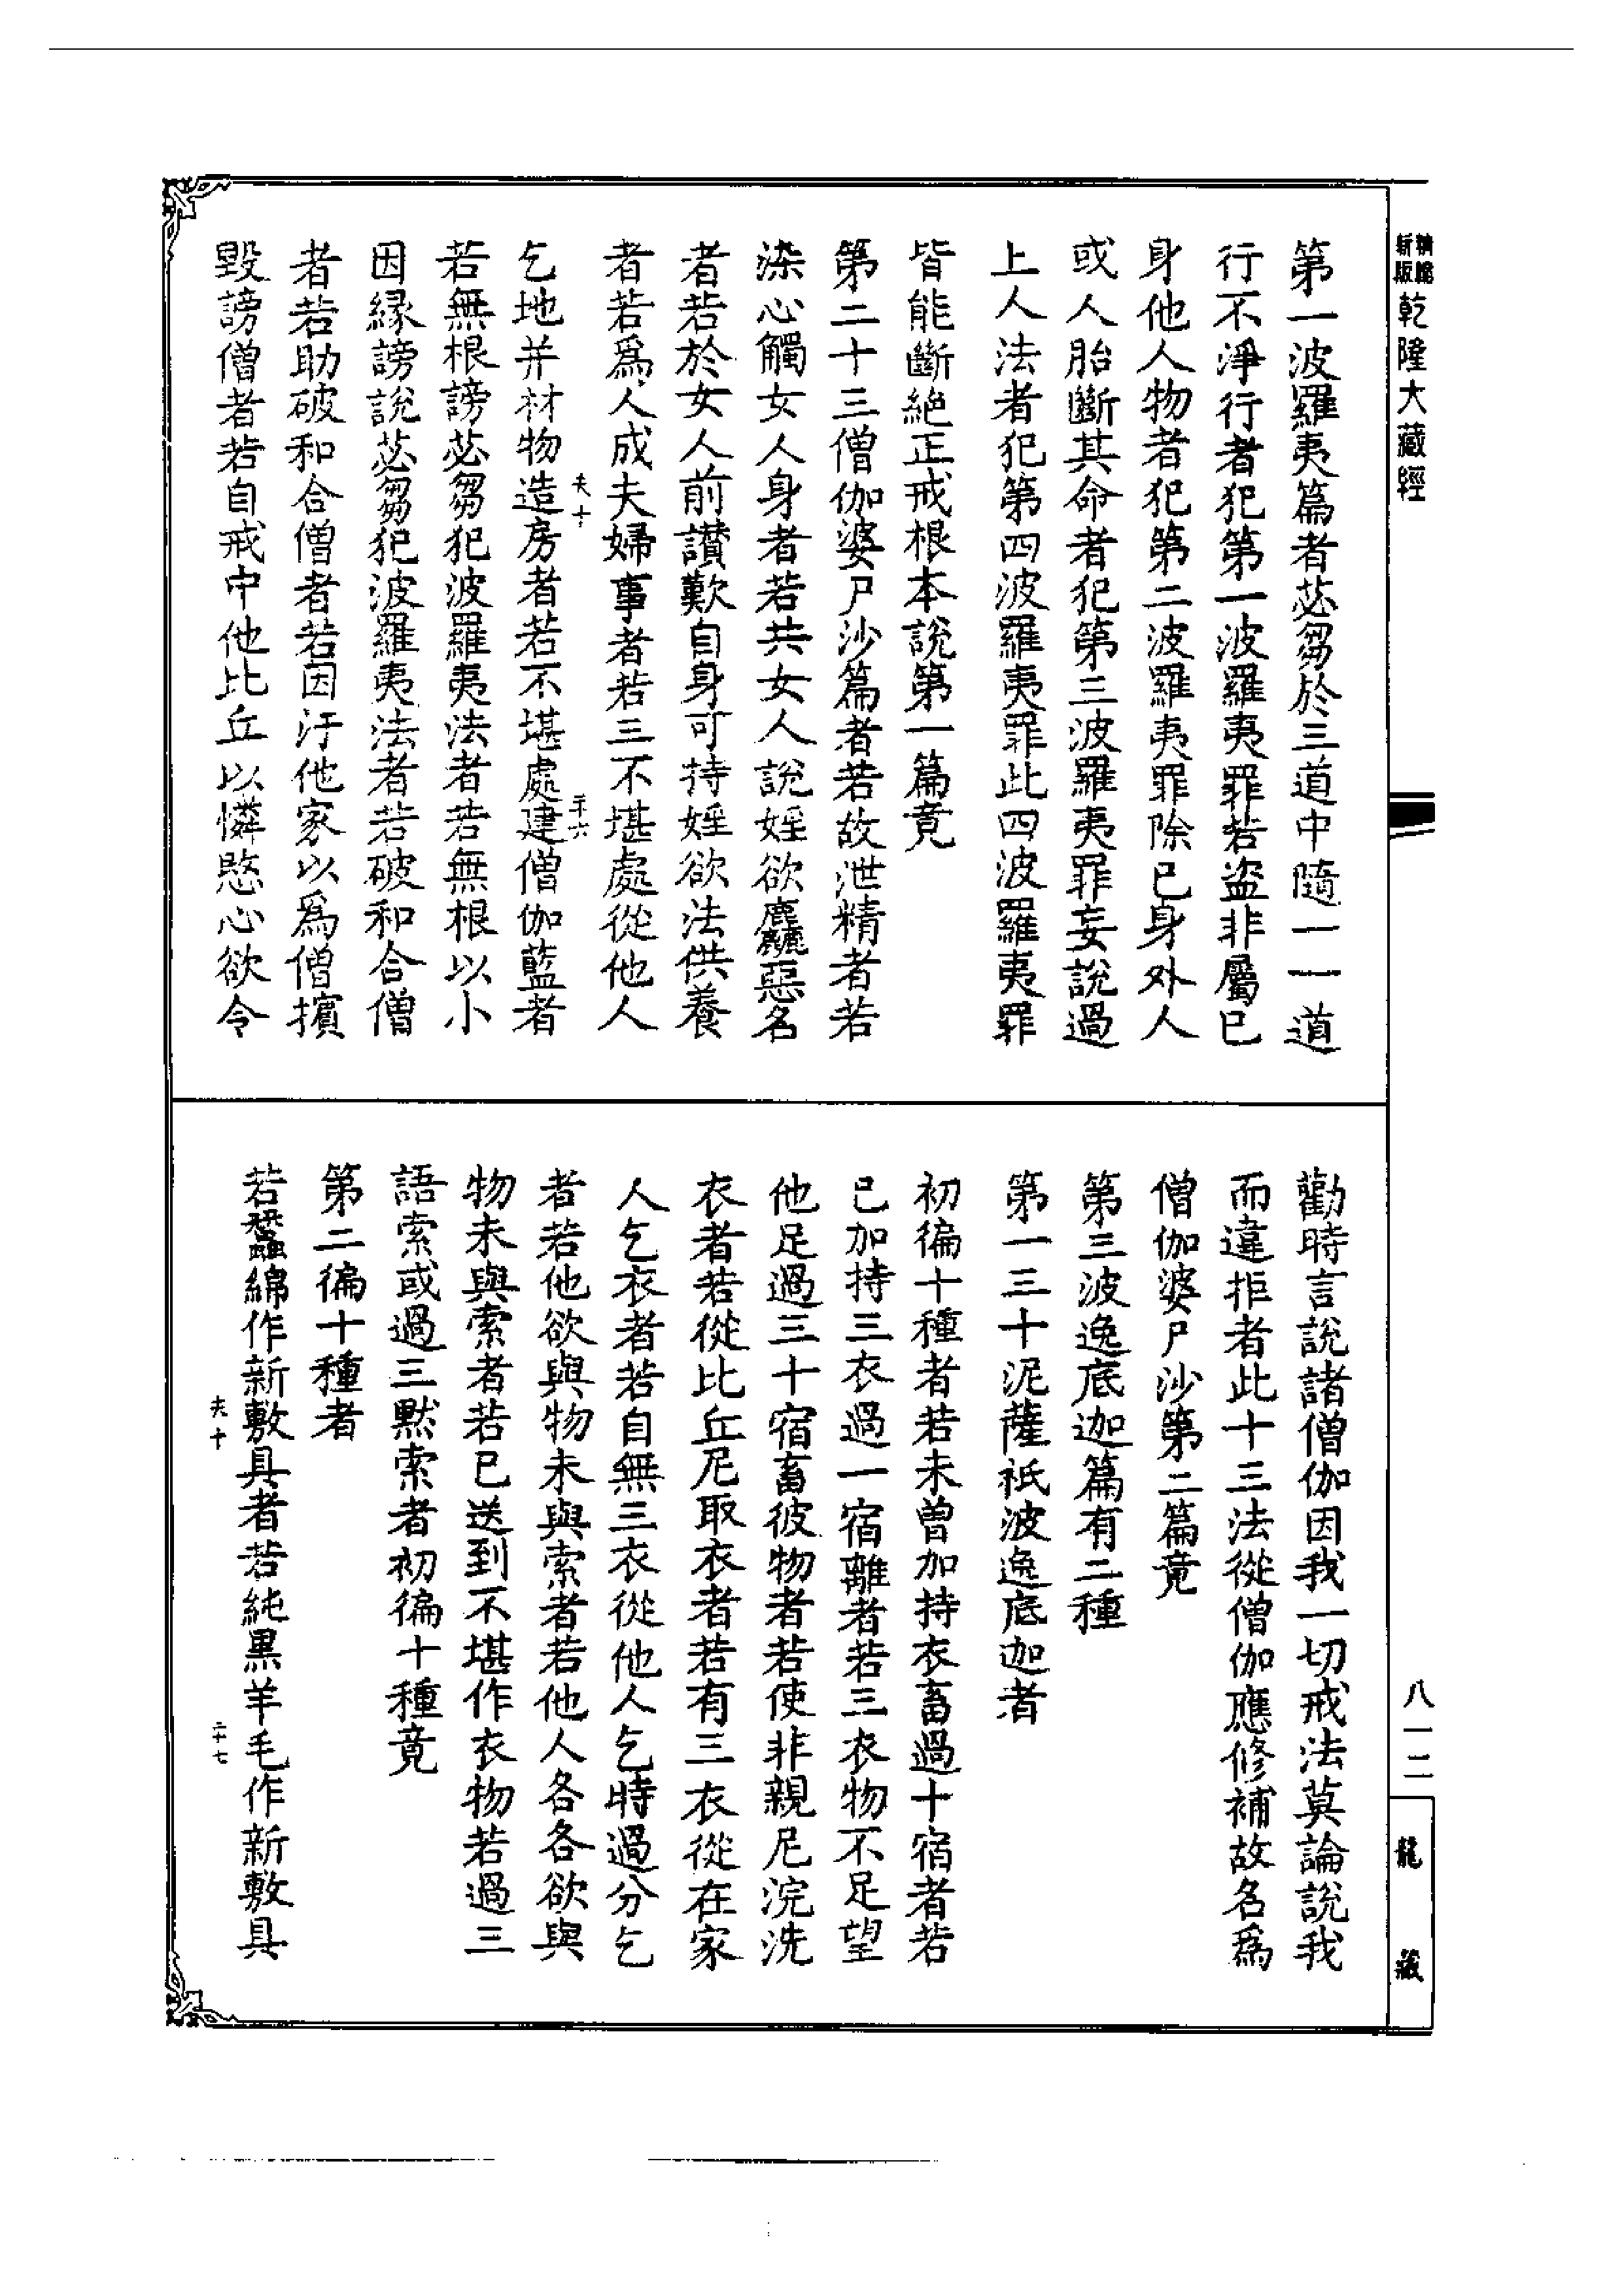 新版
精縮
乾隆大藏經
第一波羅夷篇者苾芻於三道中隨一一道
行不淨行者犯第一波羅夷罪若盜非屬已
身他人物者犯第二波羅夷罪除已身外人
或人胎斷其命者犯第三波羅夷罪妄說過
上人法者犯第四波羅夷罪此四波羅夷罪
皆能斷絕正戒根本說第一篇竟
第二十三僧伽婆尸沙篇者若故泄精者若
染心觸女人身者若共女人說婬欲麤惡名
者若於女人前讃歎自身可持婬欲法供養
者若爲人成夫婦事者若三不堪處從他人
夫十
二十六
乞地并材物造房者若不堪處建僧伽藍者
若無根謗苾芻犯波羅夷法者若無根以小
因緣謗說苾芻犯波羅夷法者若破和合僧
者若助破和合僧者若因汙他家以爲僧擯
毀謗僧者若自戒中他比丘以憐愍心欲令
勸時言說諸僧伽因我一切戒法莫論說我
而違拒者此十三法從僧伽應修補故名爲
僧伽婆尸沙第二篇竟
第三波逸底迦篇有二種
第一三十泥薩祇波逸底迦者
初徧十種者若未曾加持衣畜過十宿者若
已加持三衣過一宿離者若三衣物不足望
他足過三十宿畜彼物者若使非親尼浣洗
衣者若從比丘尼取衣者若有三衣從在家
人乞衣者若自無三衣從他人乞時過分乞
者若他欲與物未與索者若他人各各欲與
物未與索者若已送到不堪作衣物若過三
語索或過三默索者初徧十種竟
第二徧十種者
若蠶綿作新敷具者若純黑羊毛作新敷具
夫十
二十七
八一二
龍藏